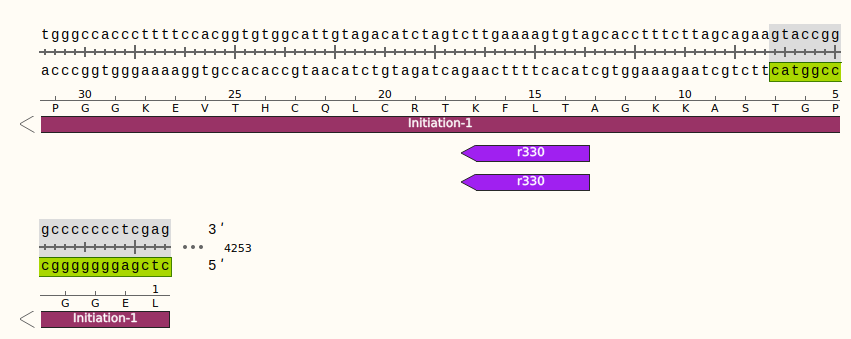 tgggccacccttttccacggtgtggcattgtagacatctagtcttgaaaagtgtagcacctttcttagcagaagtaccgg
acccggtgggaaaaggtgccacaccgtaacatctgtagatcagaacttttcacatcgtggaaagaatcgtcttcatggcc
30 25 20 15 10 5
P G G K E V T H C Q L C R T K F L T A G K K A S T G P
Initiation-1
r330
r330
gccccccctcgag 3'
4253
cgggggggagctc 5'
1
G G E L
Initiation-1